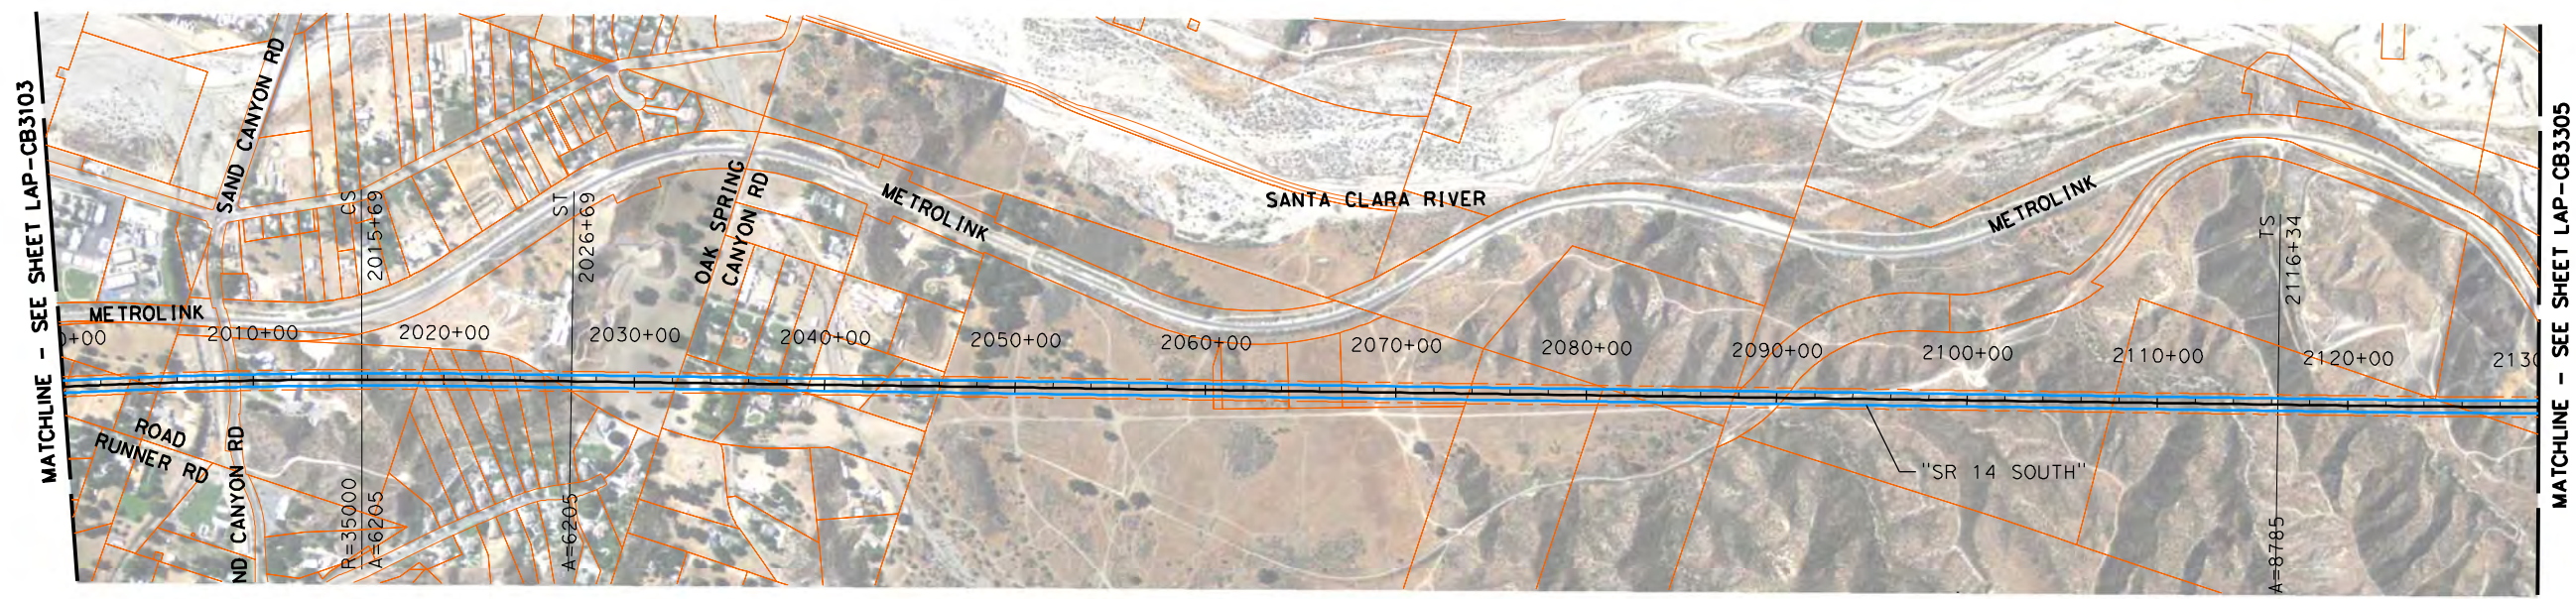 MATCHLINE - SEE SHEET LAP-CB3103
SAND CANYON RD
METROLINK
CS
2015+69
ST
2026+69
OAK SPRING
CANYON RD
METROLINK
SANTA CLARA RIVER
METROLINK
TS
2116+34
0+00
2010+00
2020+00
2030+00
2040+00
2050+00
2060+00
2070+00
2080+00
2090+00
2100+00
2110+00
2120+00
2130
ROAD
RUNNER RD
ND CANYON RD
R=35000
A=6205
A=6205
"SR 14 SOUTH"
A=8785
MATCHLINE - SEE SHEET LAP-CB3305